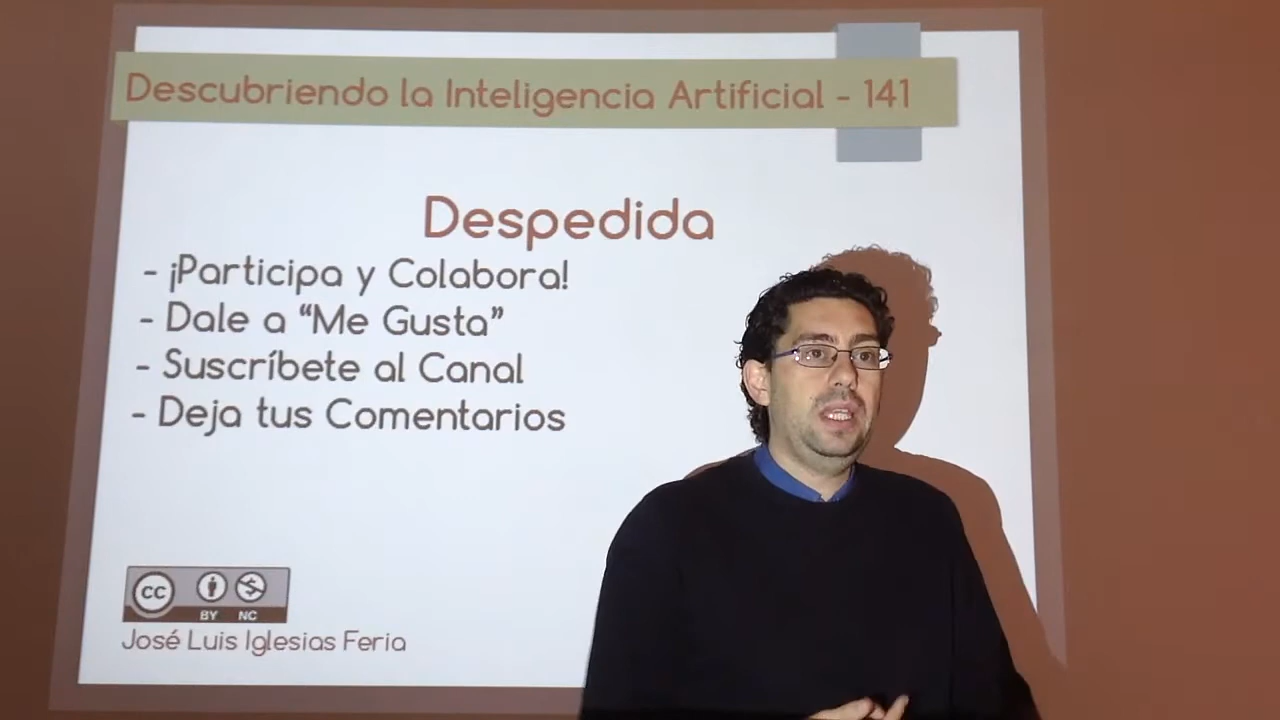 Descubriendo la Inteligencia Artificial - 141
Despedida
- ¡Participa y Colabora!
- Dale a “Me Gusta”
- Suscríbete al Canal
- Deja tus Comentarios
CC
BY NC
José Luis Iglesias Feria